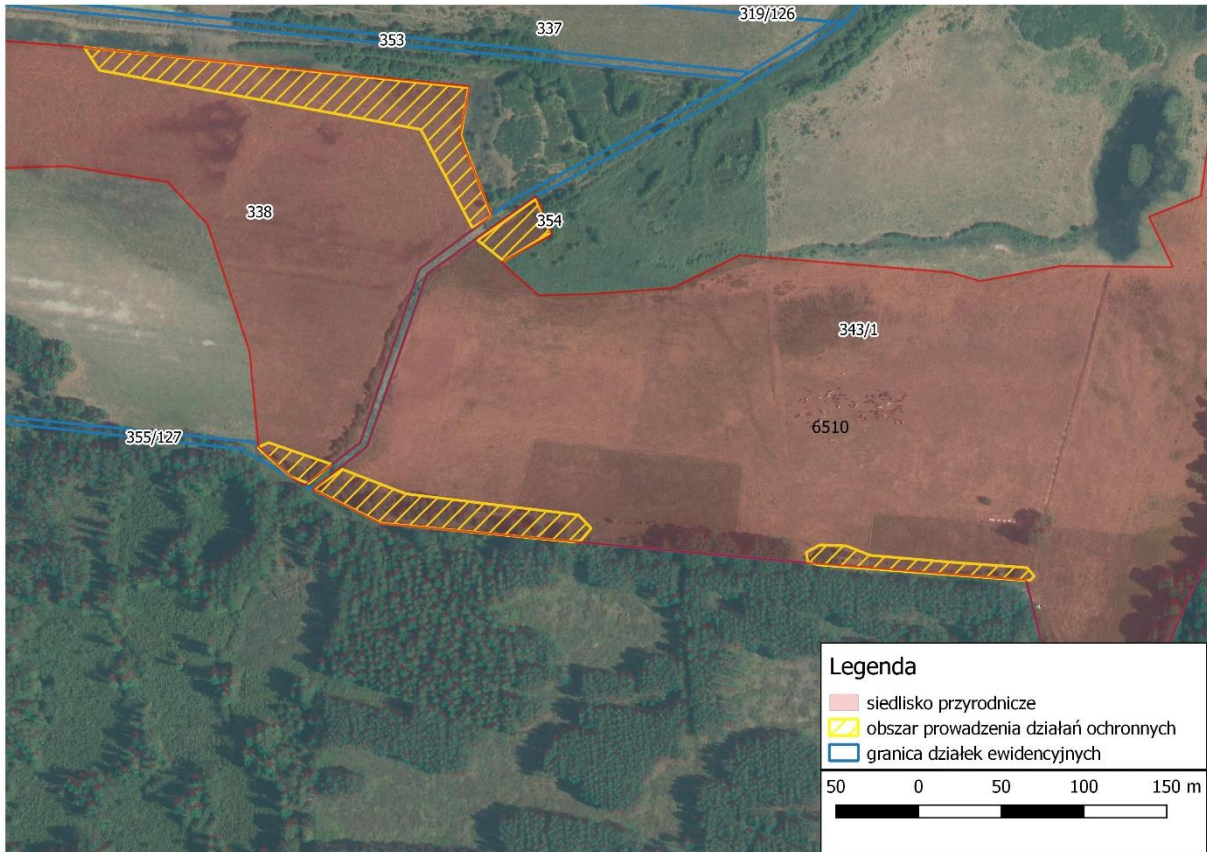 319/126
337
353
338
354
343/1
6510
355/127
Legenda
siedlisko przyrodnicze
obszar prowadzenia działań ochronnych
granica działek ewidencyjnych
50 0 50 100 150 m